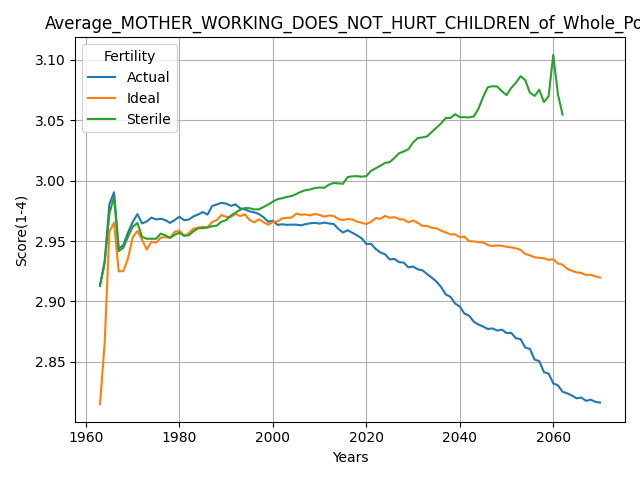 Average_MOTHER_WORKING_DOES_NOT_HURT_CHILDREN_of_Whole_Po
Fertility
Actual
Ideal
Sterile
Score(1-4)
3.10
3.05
3.00
2.95
2.90
2.85
1960 1980 2000 2020 2040 2060
Years